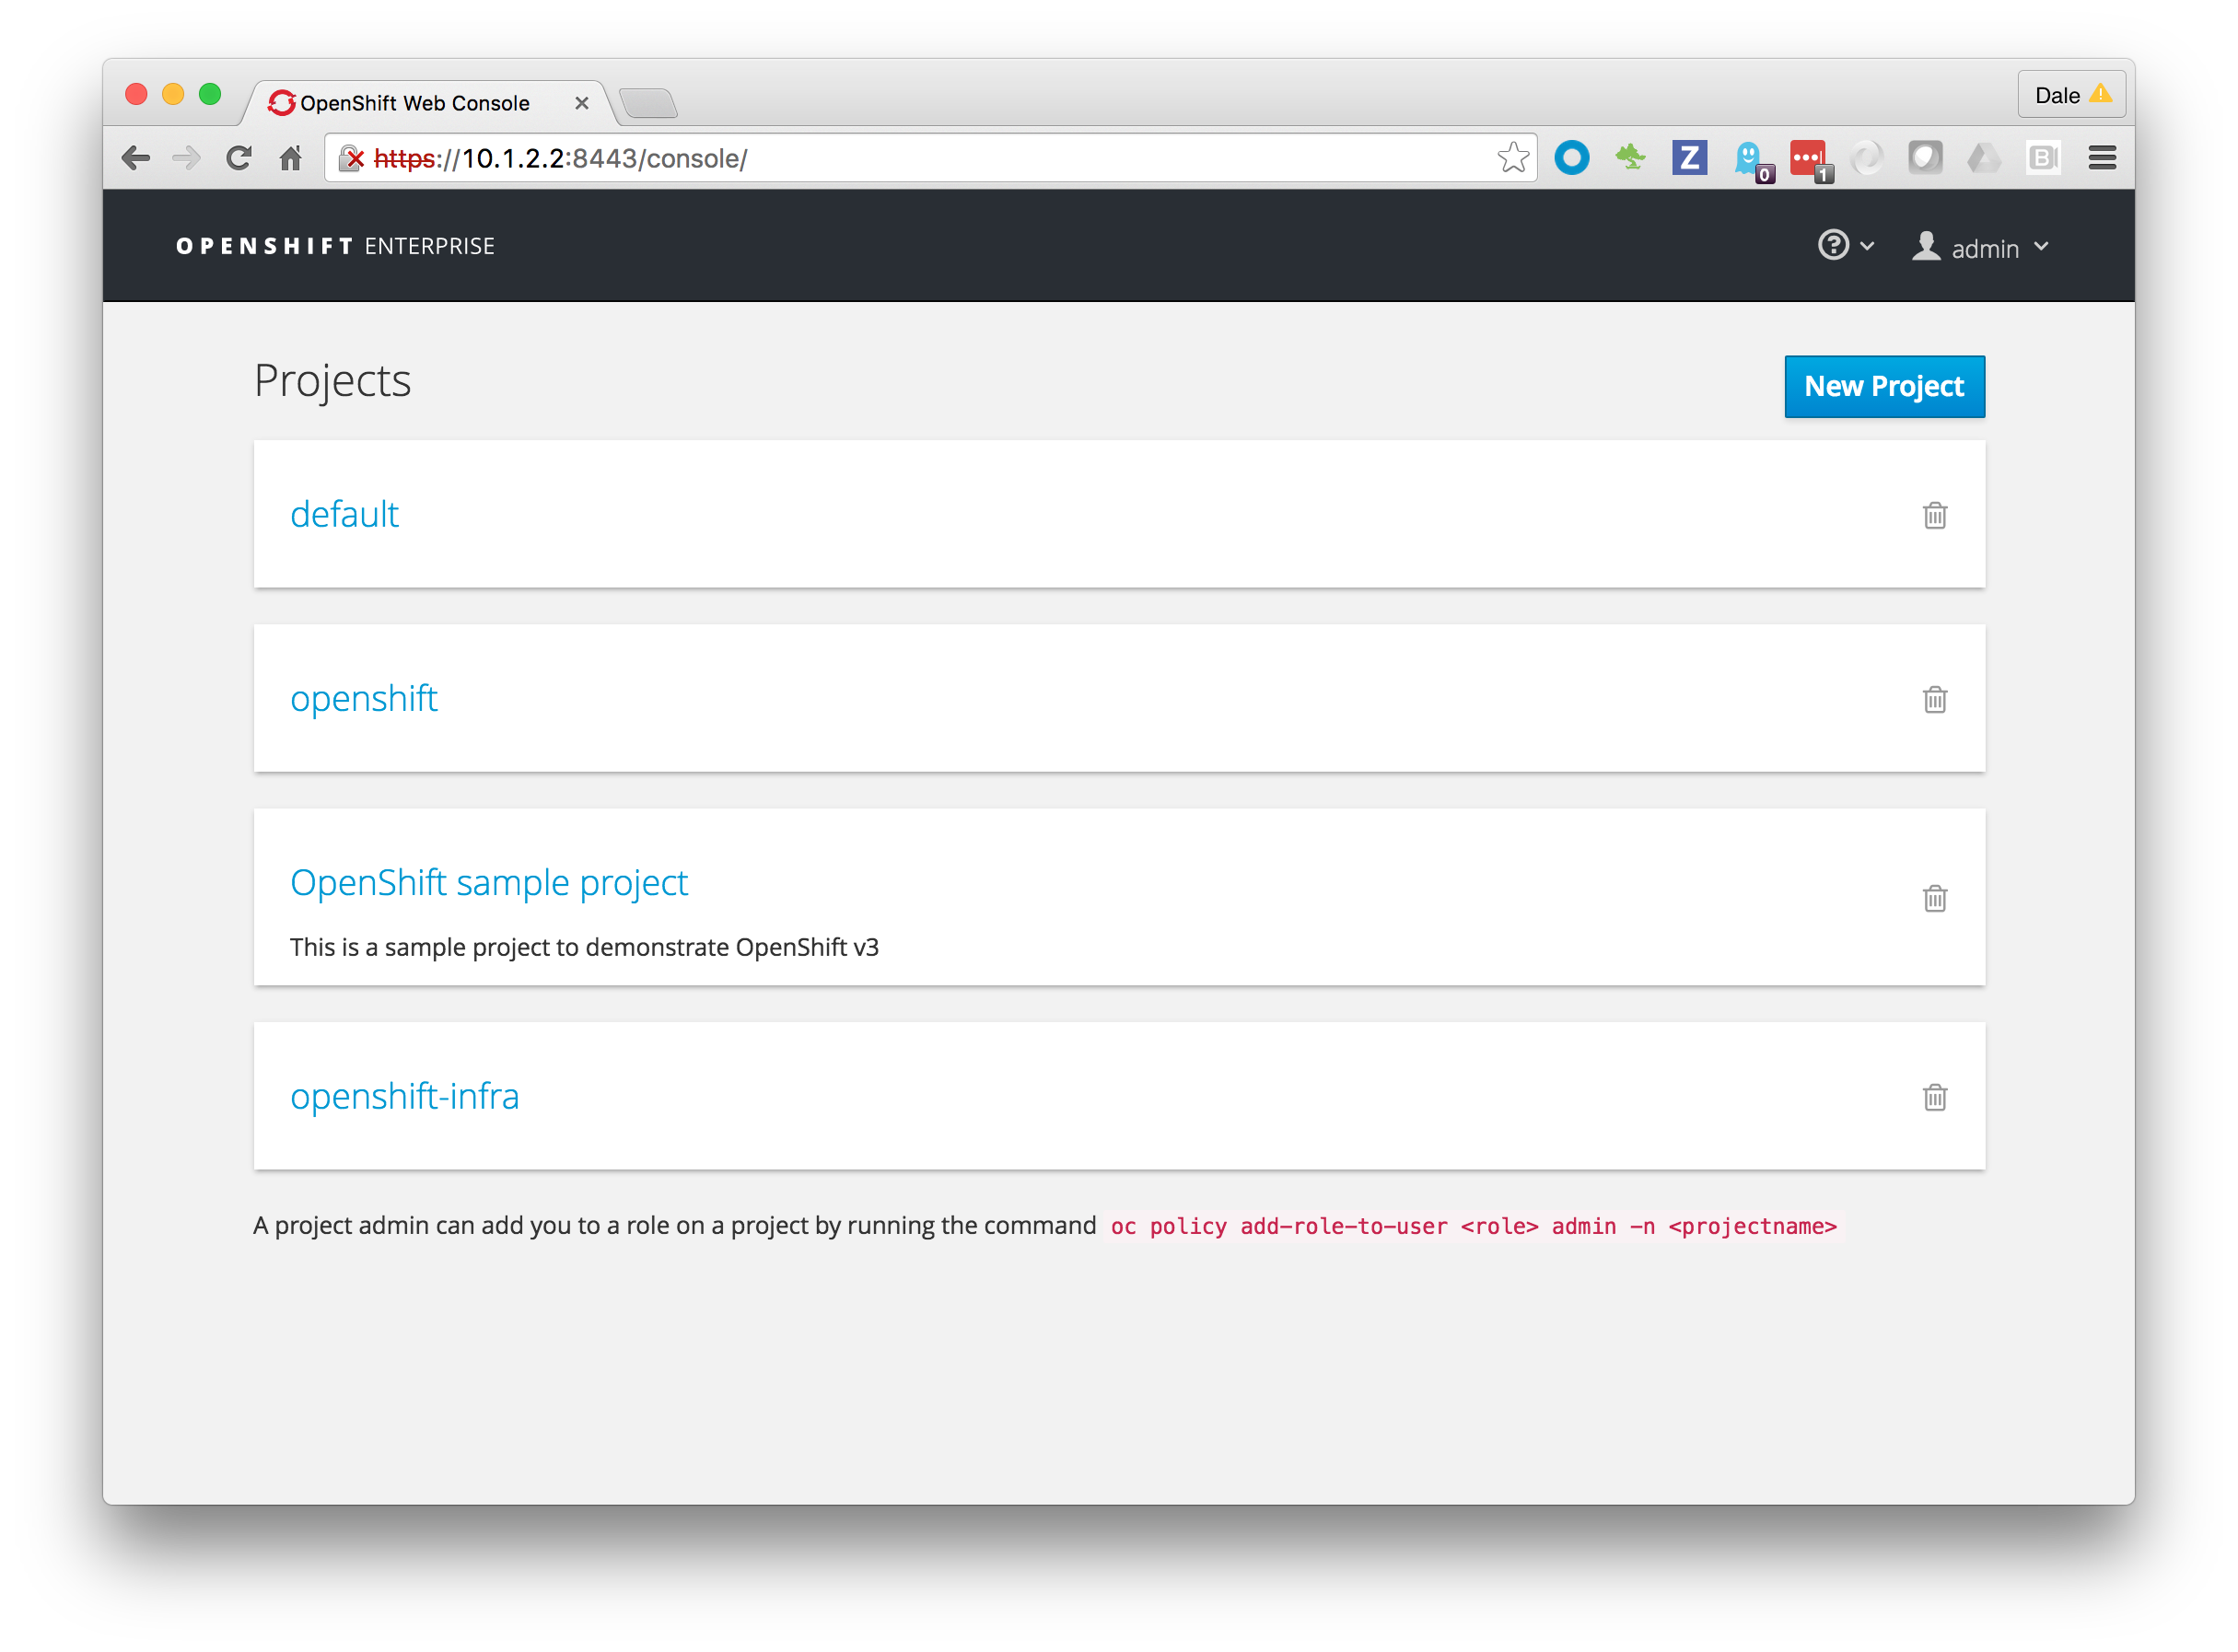 OpenShift Web Console
Dale
https://10.1.2.2:8443/console/
Z
0
1
B
OPENSHIFT ENTERPRISE
admin
Projects
New Project
default
openshift
OpenShift sample project
This is a sample project to demonstrate OpenShift v3
openshift-infra
A project admin can add you to a role on a project by running the command oc policy add-role-to-user <role> admin -n <projectname>